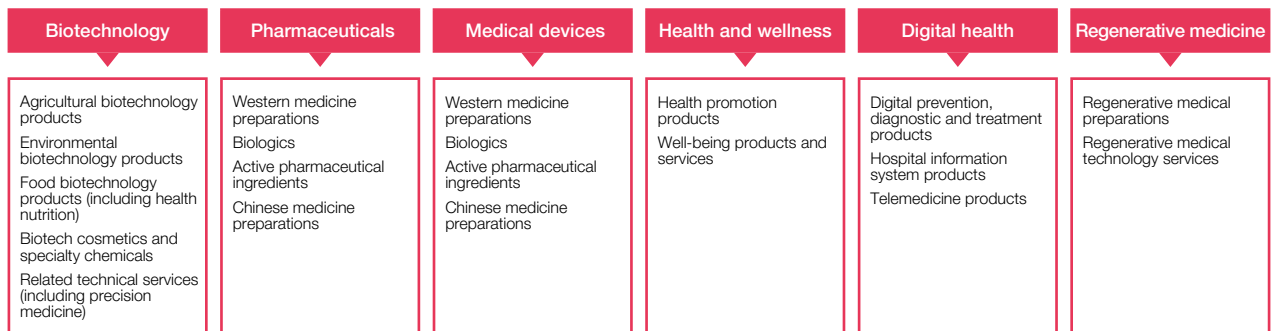 Biotechnology
Agricultural biotechnology
products
Environmental
biotechnology products
Food biotechnology
products (including health
nutrition)
Biotech cosmetics and
specialty chemicals
Related technical services
(including precision
medicine)
Pharmaceuticals
Western medicine
preparations
Biologics
Active pharmaceutical
ingredients
Chinese medicine
preparations
Medical devices
Western medicine
preparations
Biologics
Active pharmaceutical
ingredients
Chinese medicine
preparations
Health and wellness
Health promotion
products
Well-being products and
services
Digital health
Digital prevention,
diagnostic and treatment
products
Hospital information
system products
Telemedicine products
Regenerative medicine
Regenerative medical
preparations
Regenerative medical
technology services